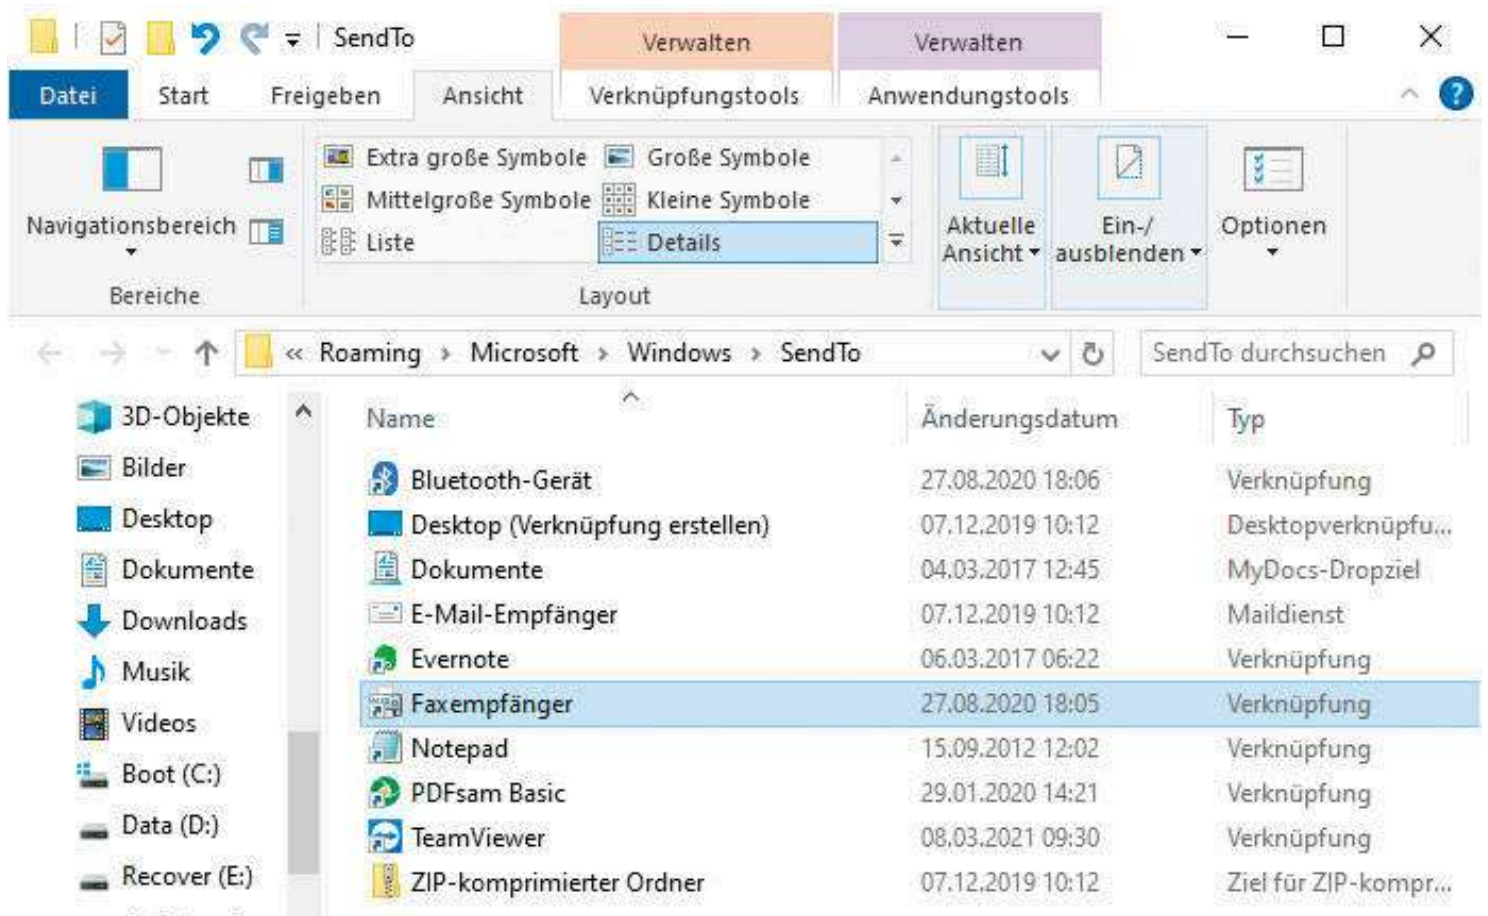 SendTo
Verwalten
Verwalten
Datei Start Freigeben Ansicht Verknüpfungstools Anwendungstools
Extra große Symbole Große Symbole
Mittelgroße Symbole Kleine Symbole
Liste Details
Navigationsbereich
Aktuelle Ansicht
Ein-/ ausblenden
Optionen
Bereiche Layout
« Roaming > Microsoft > Windows > SendTo
SendTo durchsuchen
3D-Objekte
Bilder
Desktop
Dokumente
Downloads
Musik
Videos
Boot (C:)
Data (D:)
Recover (E:)
Name Änderungsdatum Typ
Bluetooth-Gerät 27.08.2020 18:06 Verknüpfung
Desktop (Verknüpfung erstellen) 07.12.2019 10:12 Desktopverknüpfu...
Dokumente 04.03.2017 12:45 MyDocs-Dropziel
E-Mail-Empfänger 07.12.2019 10:12 Maildienst
Evernote 06.03.2017 06:22 Verknüpfung
Faxempfänger 27.08.2020 18:05 Verknüpfung
Notepad 15.09.2012 12:02 Verknüpfung
PDFsam Basic 29.01.2020 14:21 Verknüpfung
TeamViewer 08.03.2021 09:30 Verknüpfung
ZIP-komprimierter Ordner 07.12.2019 10:12 Ziel für ZIP-kompr...